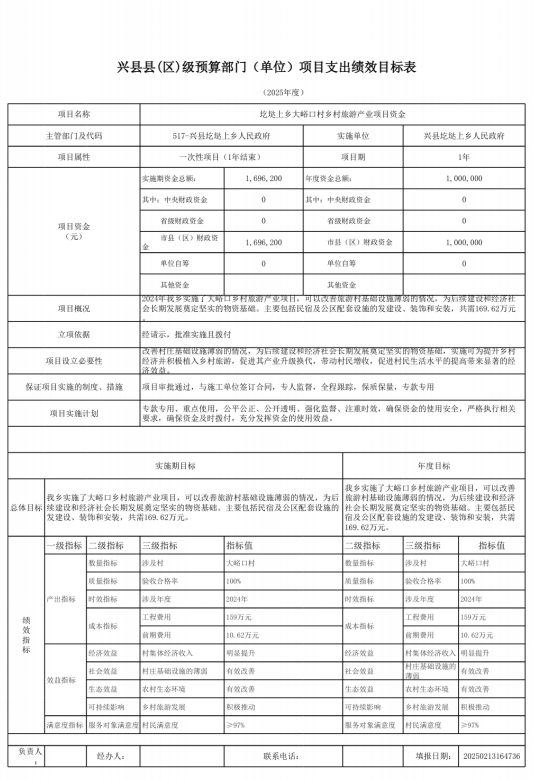 兴县县(区)级预算部门（单位）项目支出绩效目标表
（2025年度）
项目名称 圪垯上乡大峪口村乡村旅游产业项目资金
主管部门及代码 517-兴县圪垯上乡人民政府 实施单位 兴县圪垯上乡人民政府
项目属性 一次性项目（1年结束） 项目期 1年
项目资金
（元）
实施期资金总额: 1,696,200 年度资金总额: 1,000,000
其中: 中央财政资金 0 其中: 中央财政资金 0
省级财政资金 0 省级财政资金 0
市县（区）财政资金 1,696,200 市县（区）财政资金 1,000,000
单位自筹 0 单位自筹 0
其他资金 其他资金
项目概况
2024年我乡实施了大峪口乡村旅游产业项目，可以改善旅游村基础设施薄弱的情况，为后续建设和经济社
会长期发展奠定坚实的物资基础。主要包括民宿及公区配套设施的发建设、装饰和安装，共需169.62万元
。
立项依据 经请示，批准实施且拨付
项目设立必要性
改善村庄基础设施薄弱的情况，为后续建设和经济社会长期发展奠定坚实的物资基础，实施可为提升乡村
经济并积极植入乡村旅游，促进其产业升级换代，带动村民增收，促进村民生活水平的提高带来显著的经
济效益。
保证项目实施的制度、措施 项目审批通过，与施工单位签订合同，专人监督，全程跟踪，保质保量，专款专用
项目实施计划
专款专用、重点使用，公平公正、公开透明、强化监督、注重时效，确保资金的使用安全，严格执行相关
要求，确保资金及时拨付，充分发挥资金的使用效益。
实施期目标 年度目标
总体目标
我乡实施了大峪口乡村旅游产业项目，可以改善旅游村基础设施薄弱的情况，为后
续建设和经济社会长期发展奠定坚实的物资基础。主要包括民宿及公区配套设施的
发建设、装饰和安装，共需169.62万元。
我乡实施了大峪口乡村旅游产业项目，可以改善
旅游村基础设施薄弱的情况，为后续建设和经济
社会长期发展奠定坚实的物资基础。主要包括民
宿及公区配套设施的发建设、装饰和安装，共需
169.62万元。
绩效指标
一级指标 二级指标 三级指标 指标值 二级指标 三级指标 指标值
产出指标
数量指标 涉及村 大峪口村 数量指标 涉及村 大峪口村
质量指标 验收合格率 100% 质量指标 验收合格率 100%
时效指标 涉及年度 2024年 时效指标 涉及年度 2024年
成本指标 工程费用 159万元 成本指标 工程费用 159万元
前期费用 10.62万元 前期费用 10.62万元
效益指标
经济效益 村集体经济收入 明显提升 经济效益 村集体经济收入 明显提升
社会效益 村庄基础设施的薄弱 有效改善 社会效益 村庄基础设施的薄弱 有效改善
生态效益 农村生态环境 有效改善 生态效益 农村生态环境 有效改善
可持续影响 乡村旅游发展 积极推动 可持续影响 乡村旅游发展 积极推动
满意度指标 服务对象满意度 村民满意度 ≥97% 服务对象满意度 村民满意度 ≥97%
负责人: 经办人: 联系电话: 填报日期: 20250213164736